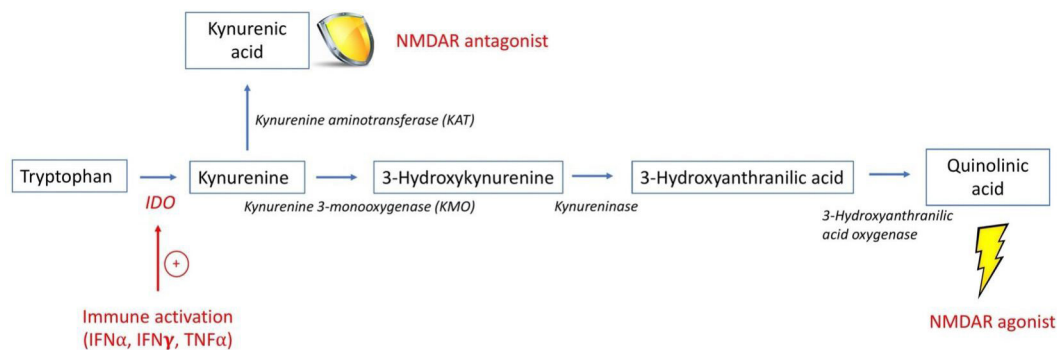 Kynurenic
acid
NMDAR antagonist
Kynurenine aminotransferase (KAT)
Tryptophan
Kynurenine
3-Hydroxykynurenine
3-Hydroxyanthranilic acid
Quinolinic
acid
IDO
Kynurenine 3-monooxygenase (KMO)
Kynureninase
3-Hydroxyanthranilic
acid oxygenase
+
Immune activation
(IFNα, IFNγ, TNFα)
NMDAR agonist